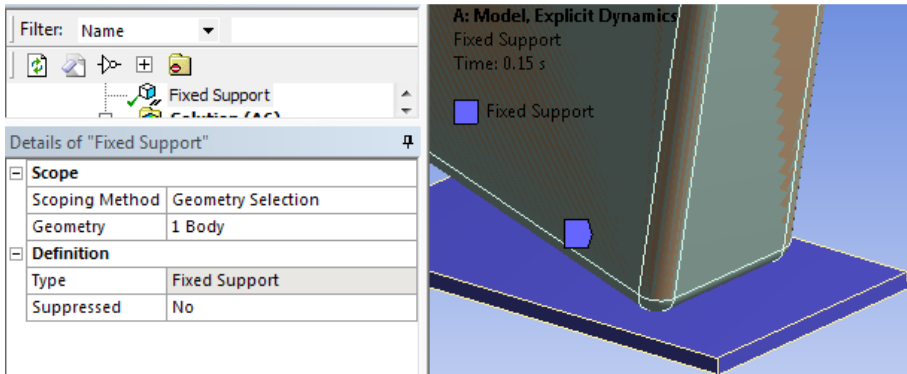 Filter: Name
Fixed Support
Solution (A6)
Details of "Fixed Support"
Scope
Scoping Method Geometry Selection
Geometry 1 Body
Definition
Type Fixed Support
Suppressed No
A: Model, Explicit Dynamics
Fixed Support
Time: 0.15 s
Fixed Support